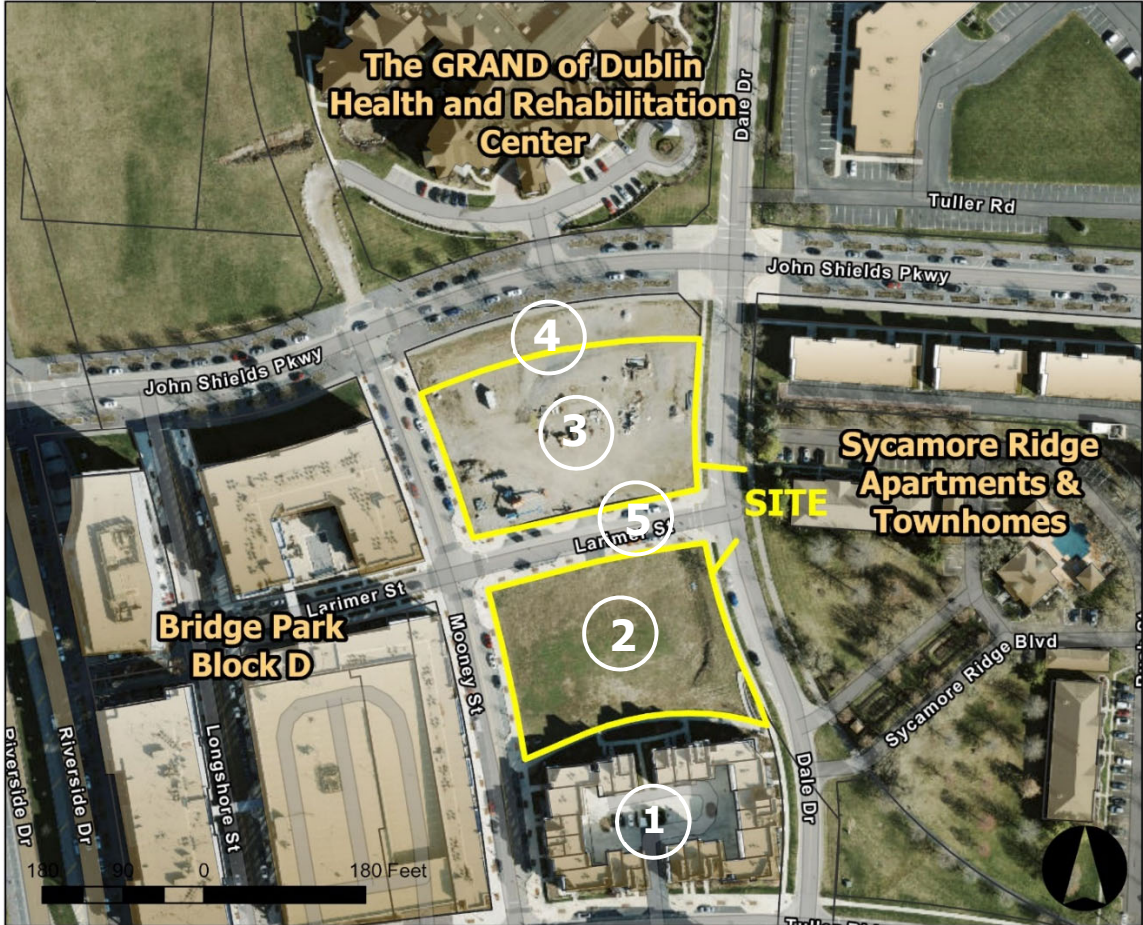 The GRAND of Dublin
Health and Rehabilitation
Center
Dale Dr
Tuller Rd
John Shields Pkwy
4
John Shields Pkwy
3
Sycamore Ridge
Apartments &
Townhomes
SITE
5
Larimer St
Larimer St
Bridge Park
Block D
Mooney St
2
Sycamore Ridge Blvd
Riverside Dr
Riverside Dr
Longshore St
Dale Dr
1
180 90 0 180 Feet